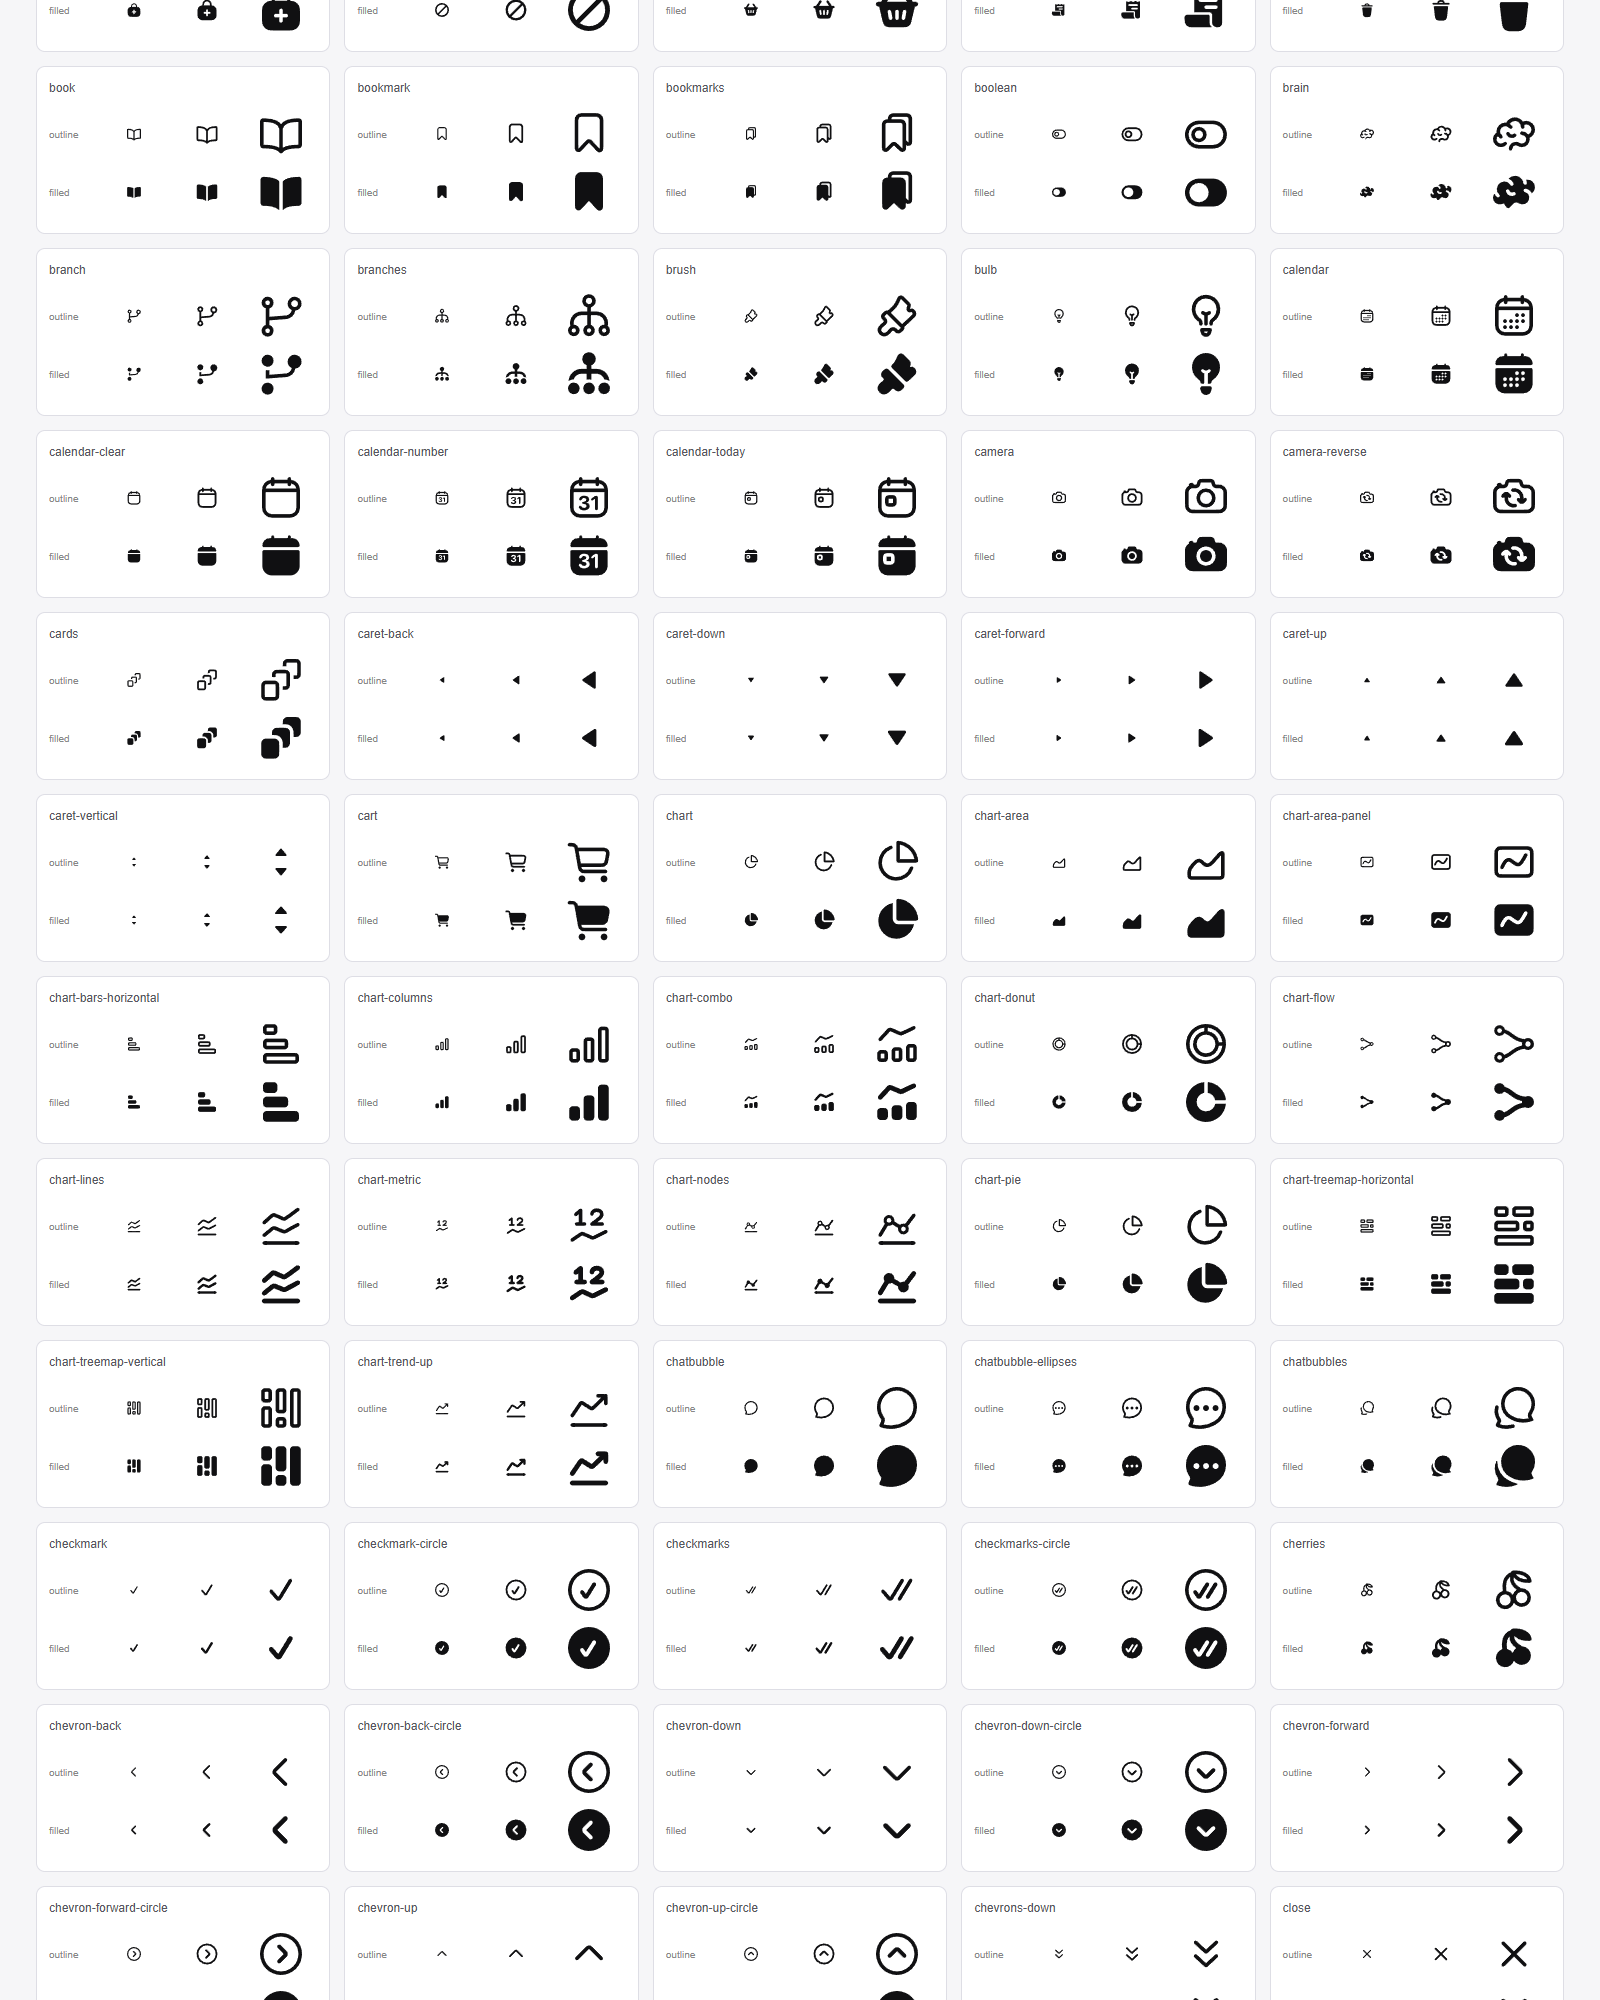 filled filled filled filled filled
book bookmark bookmarks boolean brain
outline outline outline outline outline
filled filled filled filled filled
branch branches brush bulb calendar
outline outline outline outline outline
filled filled filled filled filled
calendar-clear calendar-number calendar-today camera camera-reverse
outline outline 31 31 31 outline outline outline
filled filled 31 31 31 filled filled filled
cards caret-back caret-down caret-forward caret-up
outline outline outline outline outline
filled filled filled filled filled
caret-vertical cart chart chart-area chart-area-panel
outline outline outline outline outline
filled filled filled filled filled
chart-bars-horizontal chart-columns chart-combo chart-donut chart-flow
outline outline outline outline outline
filled filled filled filled filled
chart-lines chart-metric chart-nodes chart-pie chart-treemap-horizontal
outline outline 12 12 12 outline outline outline
filled filled 12 12 12 filled filled filled
chart-treemap-vertical chart-trend-up chatbubble chatbubble-ellipses chatbubbles
outline outline outline outline outline
filled filled filled filled filled
checkmark checkmark-circle checkmarks checkmarks-circle cherries
outline outline outline outline outline
filled filled filled filled filled
chevron-back chevron-back-circle chevron-down chevron-down-circle chevron-forward
outline outline outline outline outline
filled filled filled filled filled
chevron-forward-circle chevron-up chevron-up-circle chevrons-down close
outline outline outline outline outline